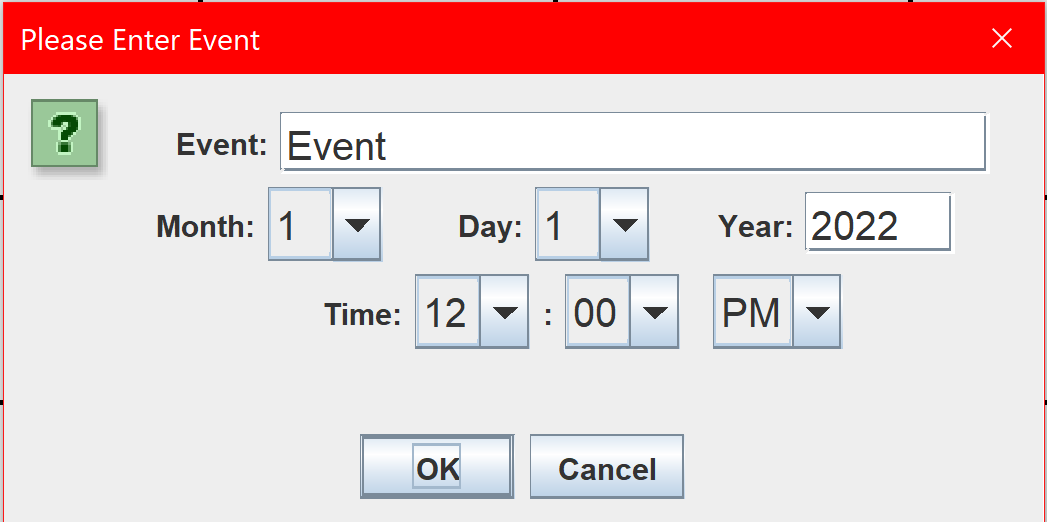 Please Enter Event
Event: Event
Month: 1 Day: 1 Year: 2022
Time: 12 : 00 PM
OK Cancel